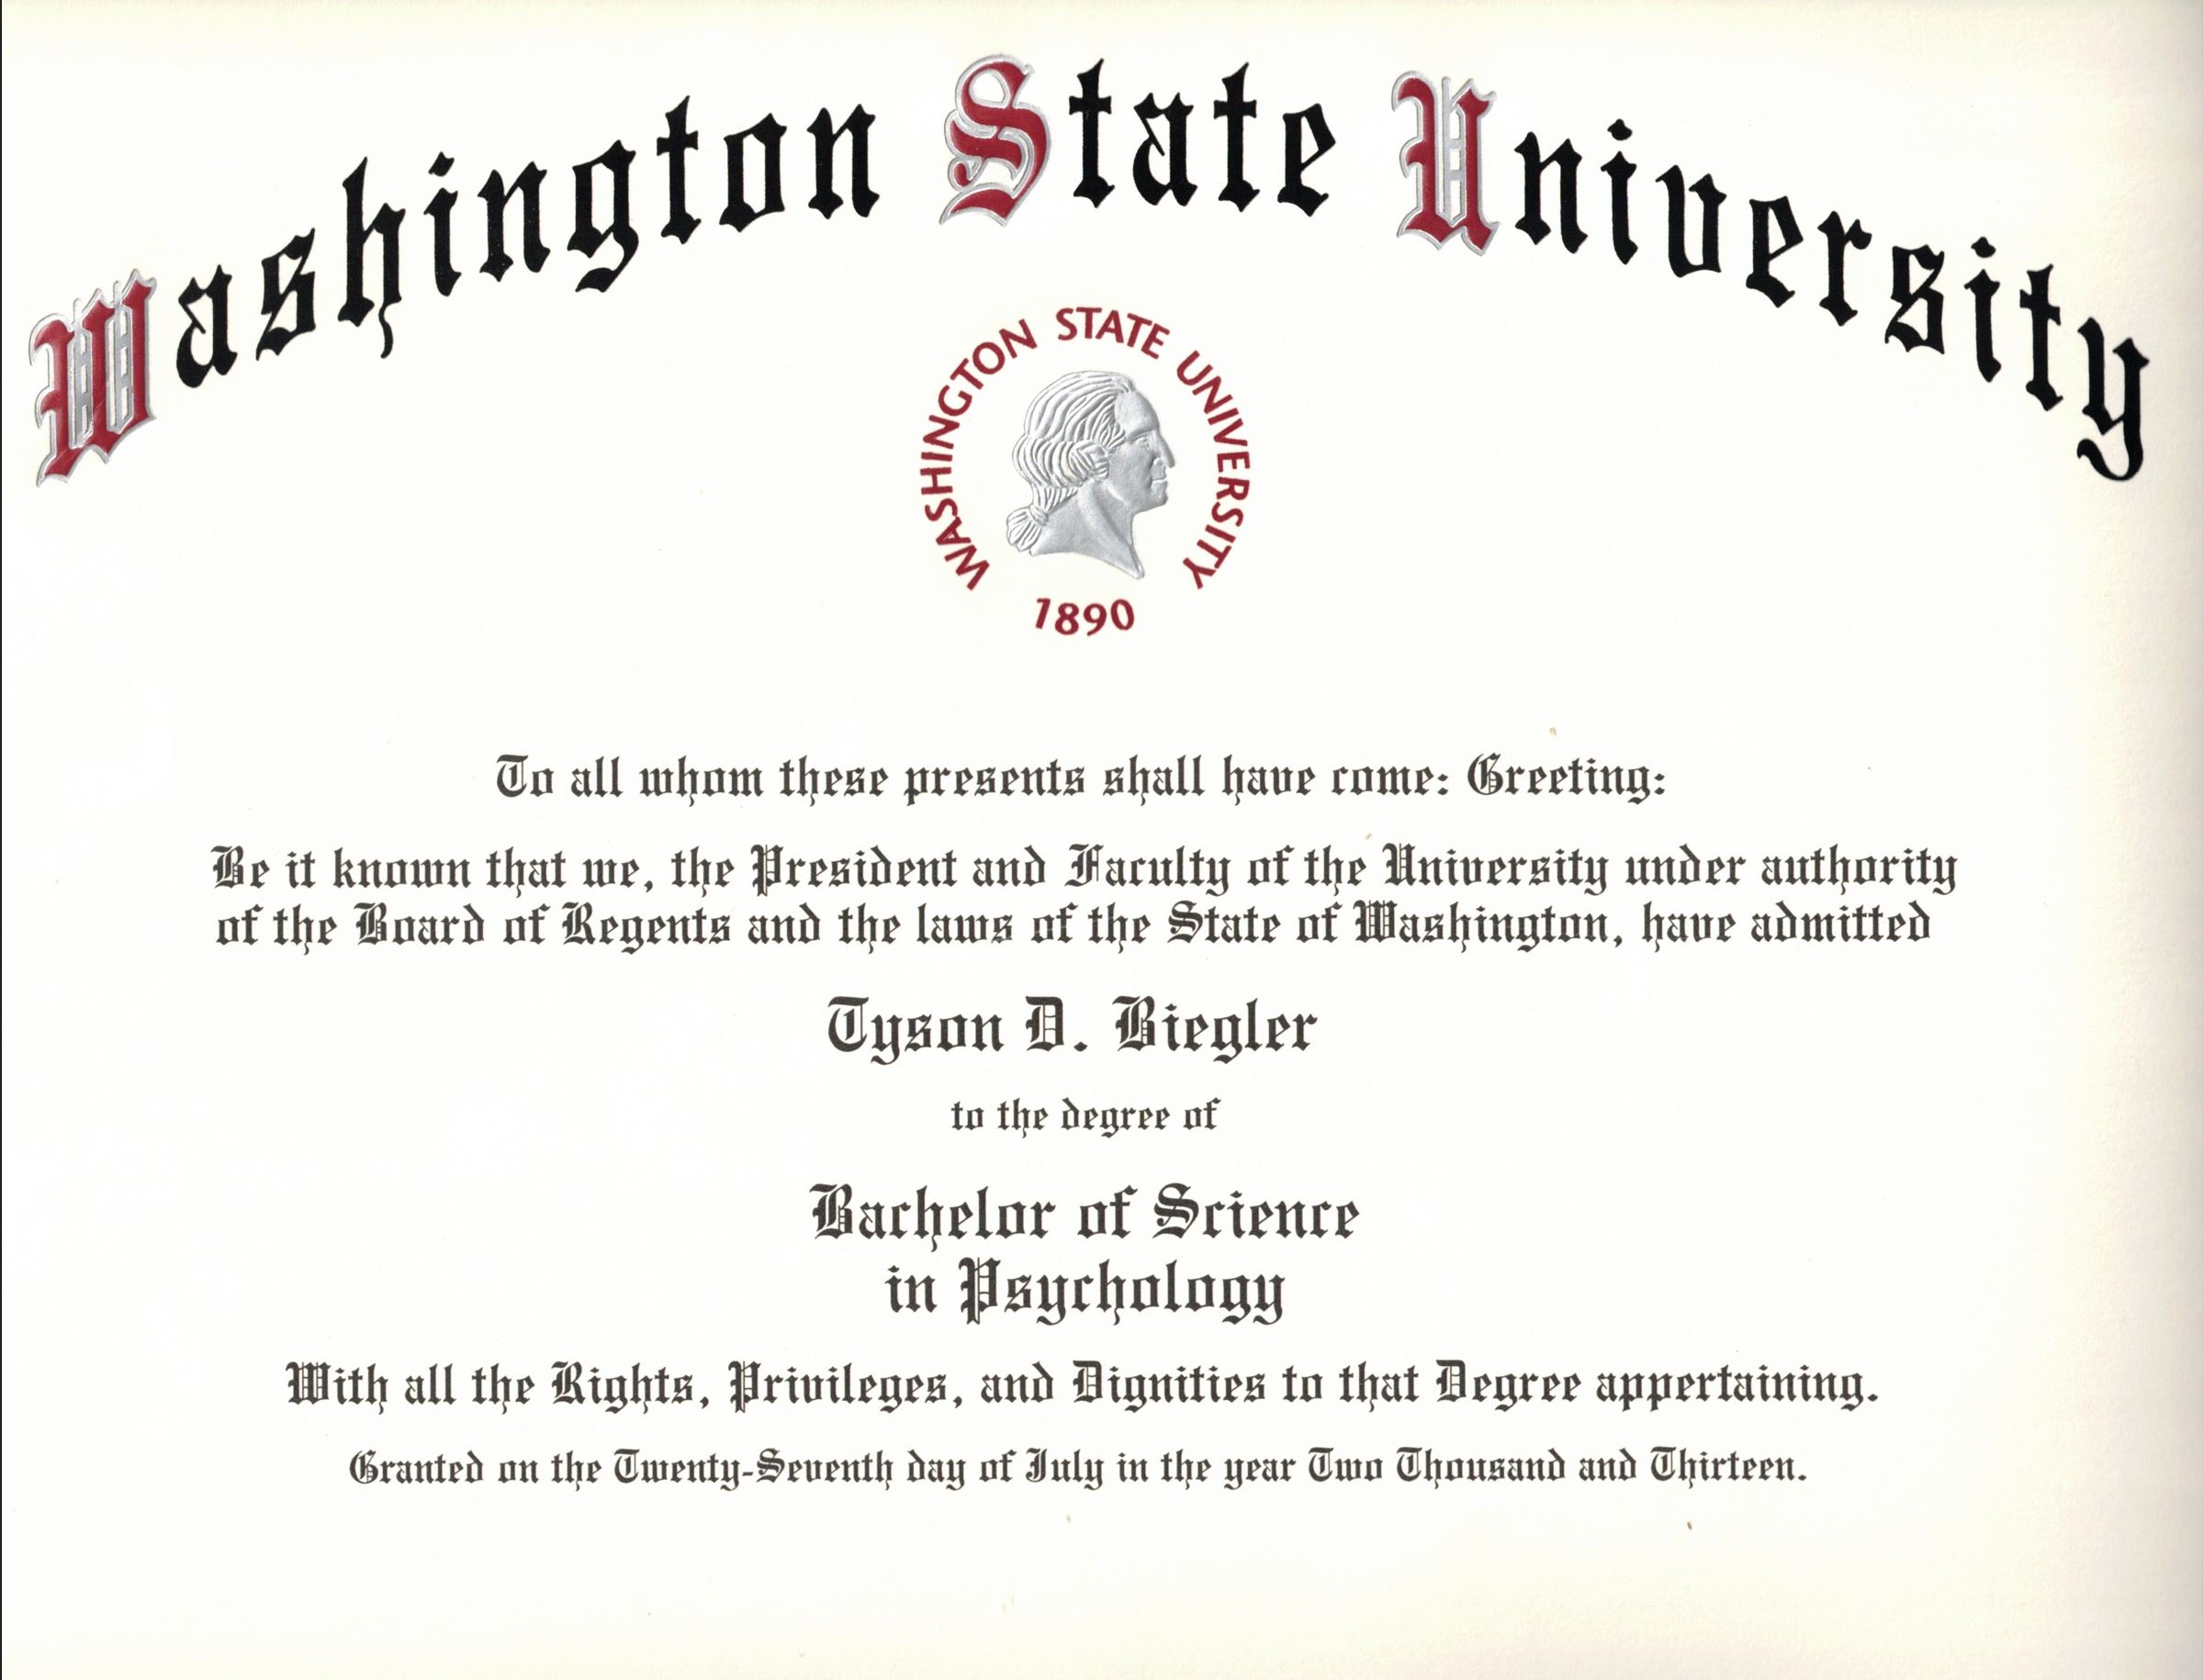 Washington State University
WASHINGTON STATE UNIVERSITY
1890
To all whom these presents shall have come: Greeting:
Be it known that we, the President and Faculty of the University under authority
of the Board of Regents and the laws of the State of Washington, have admitted
Tyson D. Biegler
to the degree of
Bachelor of Science
in Psychology
With all the Rights, Privileges, and Dignities to that Degree appertaining.
Granted on the Twenty-Seventh day of July in the year Two Thousand and Thirteen.